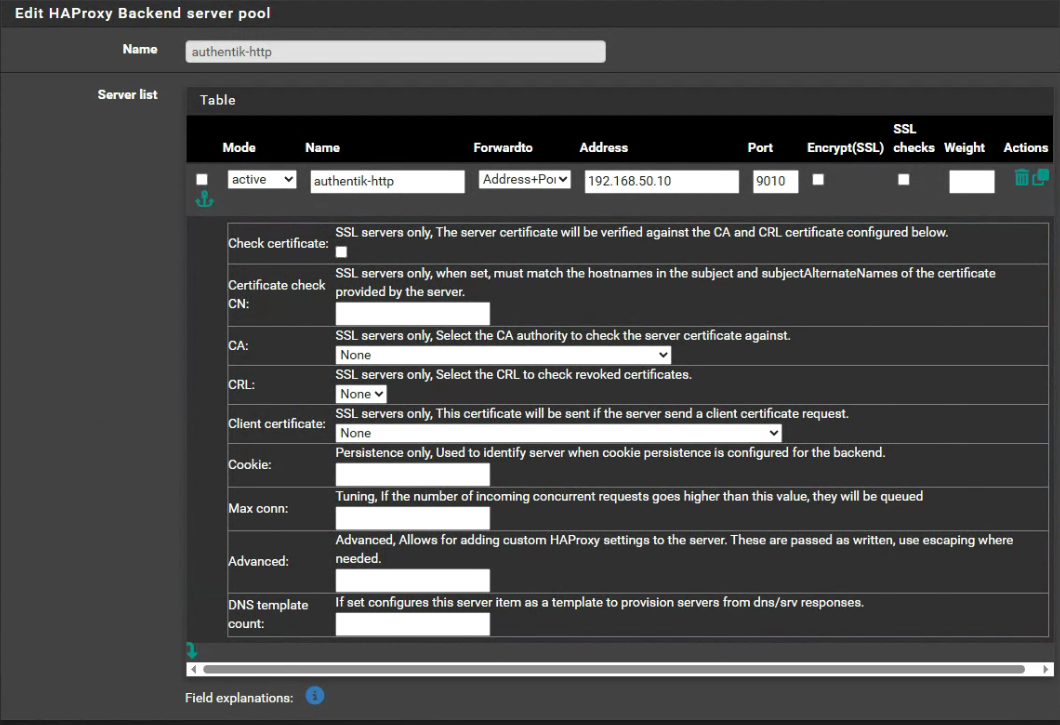 Edit HAProxy Backend server pool
Name
authentik-http
Server list
Table
Mode Name Forwardto Address Port Encrypt(SSL) SSL checks Weight Actions
active authentik-http Address+Por 192.168.50.10 9010
Check certificate:
SSL servers only, The server certificate will be verified against the CA and CRL certificate configured below.
Certificate check
CN:
SSL servers only, when set, must match the hostnames in the subject and subjectAlternateNames of the certificate
provided by the server.
CA:
SSL servers only, Select the CA authority to check the server certificate against.
None
CRL:
SSL servers only, Select the CRL to check revoked certificates.
None
Client certificate:
SSL servers only, This certificate will be sent if the server send a client certificate request.
None
Cookie:
Persistence only, Used to identify server when cookie persistence is configured for the backend.
Max conn:
Tuning, If the number of incoming concurrent requests goes higher than this value, they will be queued
Advanced:
Advanced, Allows for adding custom HAProxy settings to the server. These are passed as written, use escaping where
needed.
DNS template
count:
If set configures this server item as a template to provision servers from dns/srv responses.
Field explanations: